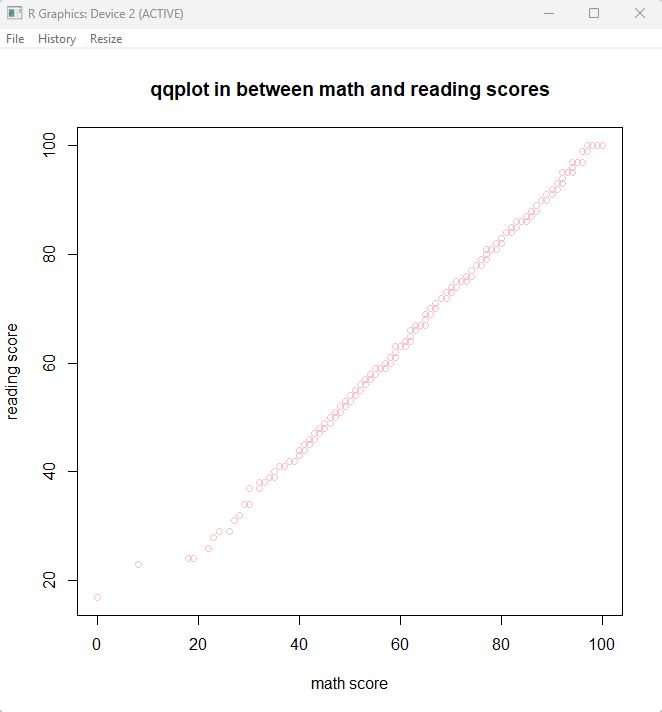 R Graphics: Device 2 (ACTIVE)
File History Resize
qqplot in between math and reading scores
reading score
100
80
60
40
20
0 20 40 60 80 100
math score